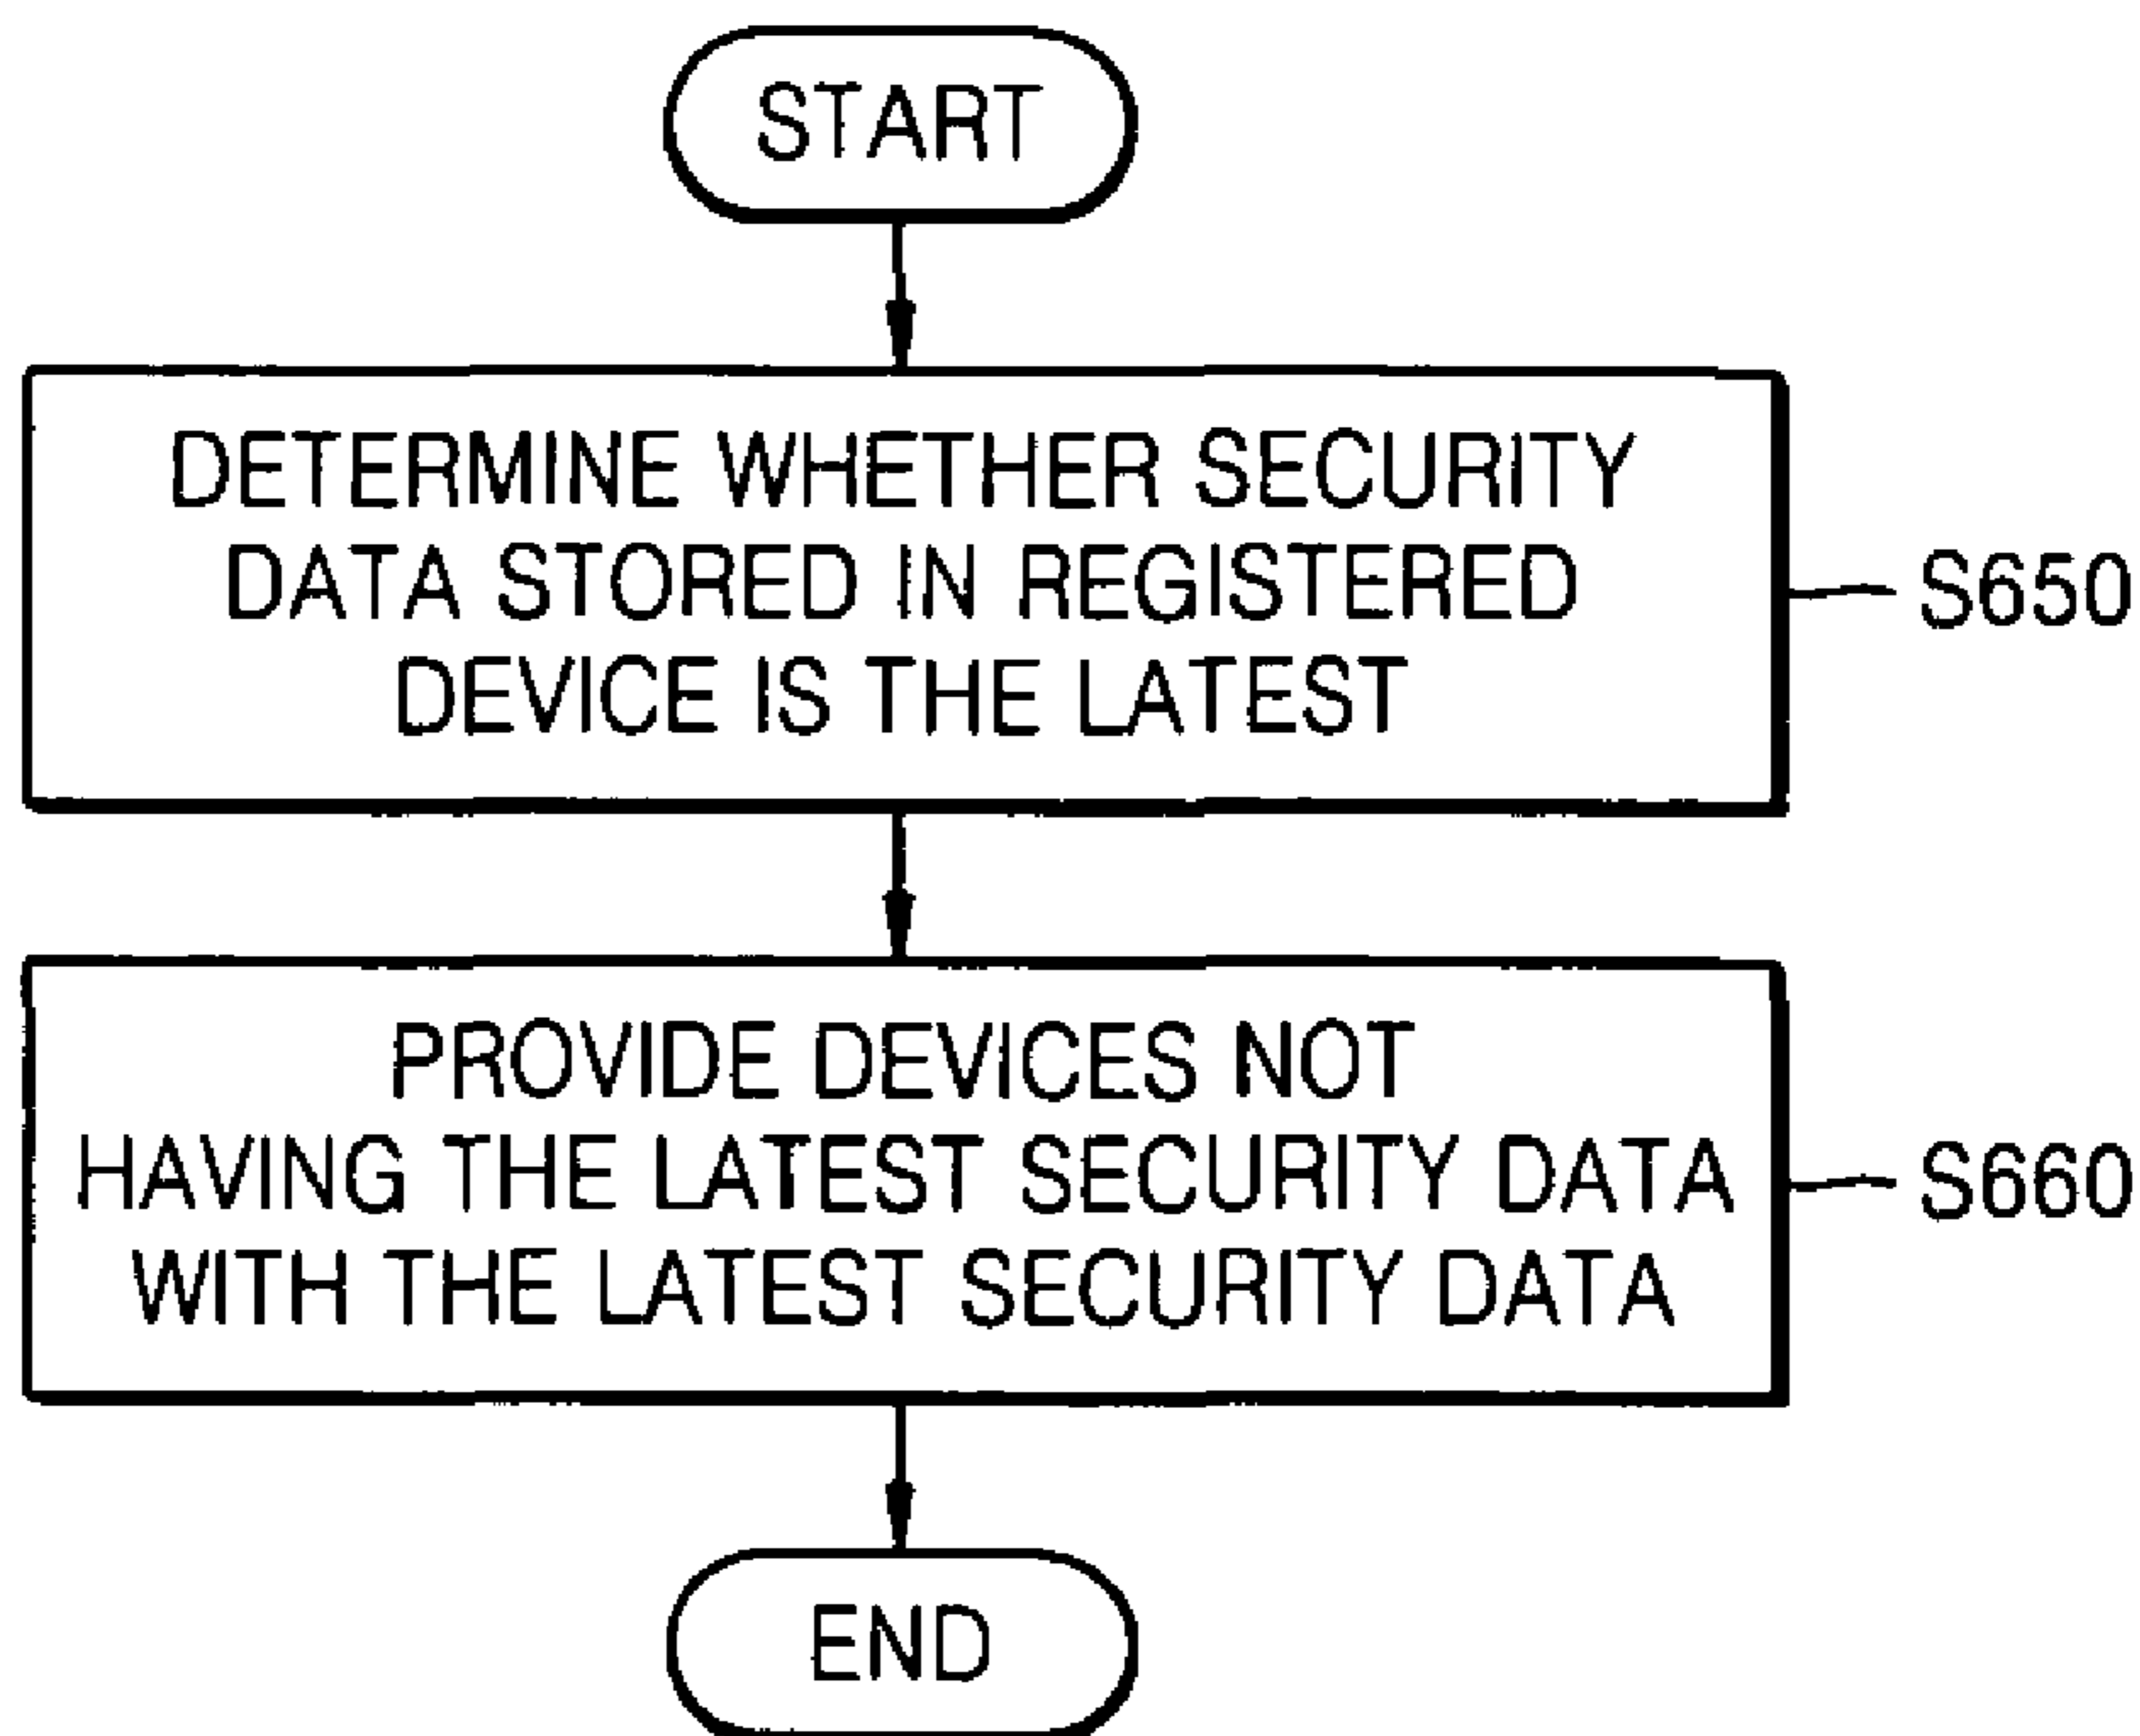 START
DETERMINE WHETHER SECURITY
DATA STORED IN REGISTERED
DEVICE IS THE LATEST
S650
PROVIDE DEVICES NOT
HAVING THE LATEST SECURITY DATA
WITH THE LATEST SECURITY DATA
S660
END